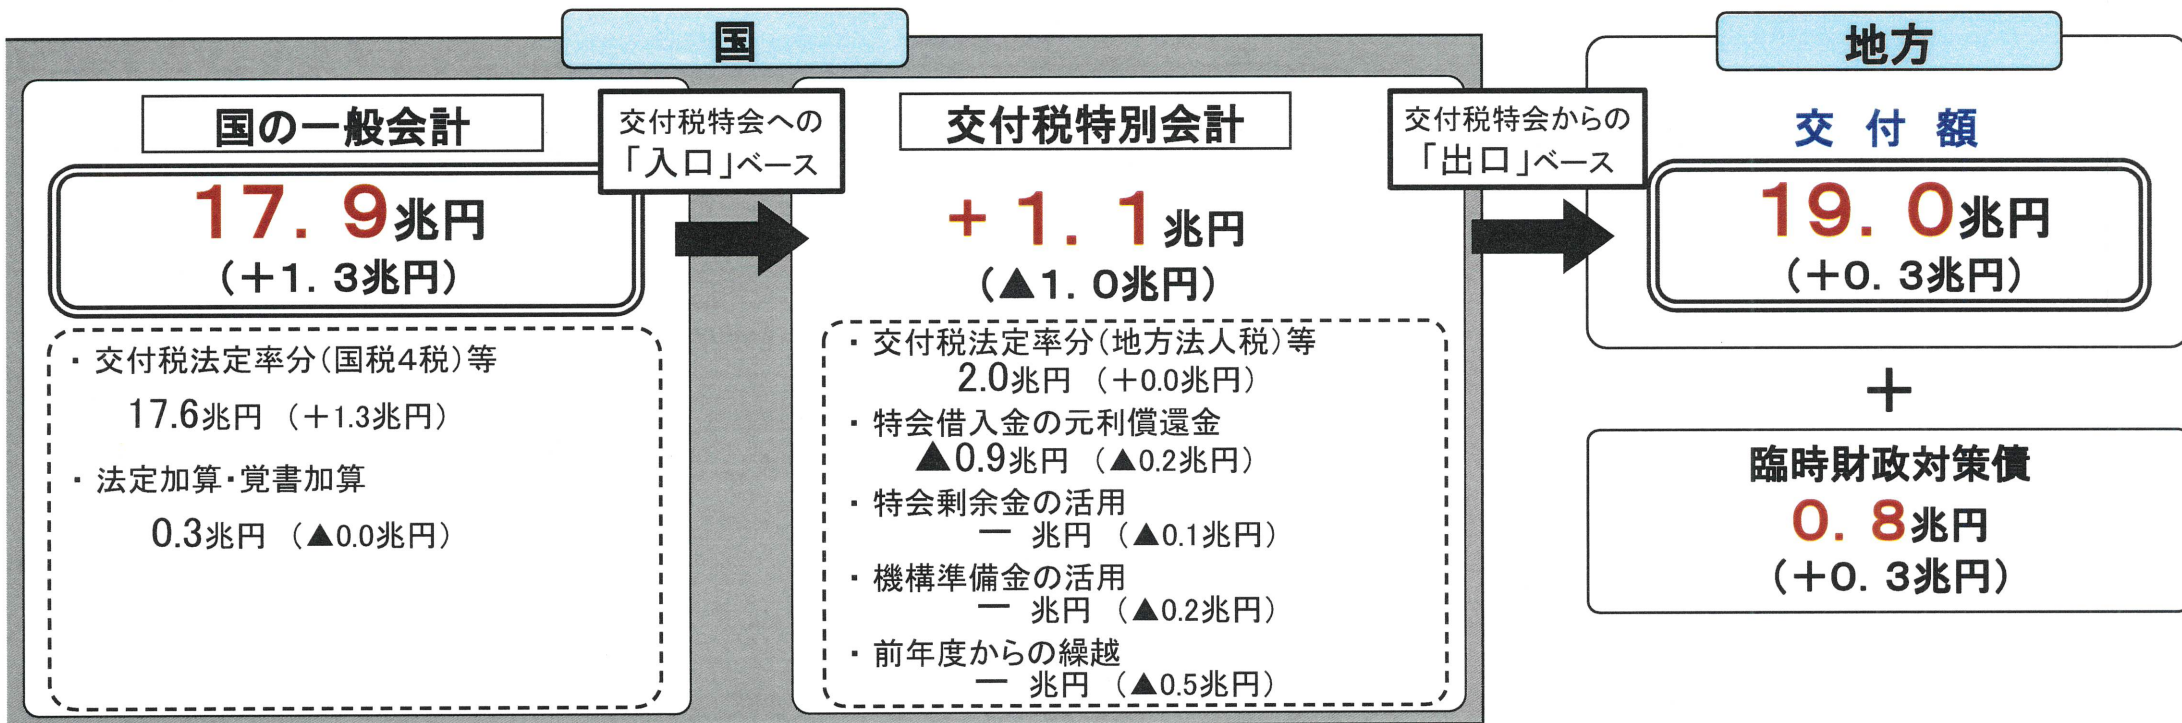 国
国の一般会計
17.9兆円
(+1.3兆円)
・交付税法定率分(国税4税)等
17.6兆円 (+1.3兆円)
・法定加算・覚書加算
0.3兆円 (▲0.0兆円)
交付税特会への
「入口」ベース
交付税特別会計
+1.1兆円
(▲1.0兆円)
・交付税法定率分(地方法人税)等
2.0兆円 (+0.0兆円)
・特会借入金の元利償還金
▲0.9兆円 (▲0.2兆円)
・特会剰余金の活用
― 兆円 (▲0.1兆円)
・機構準備金の活用
― 兆円 (▲0.2兆円)
・前年度からの繰越
― 兆円 (▲0.5兆円)
交付税特会からの
「出口」ベース
地方
交付額
19.0兆円
(+0.3兆円)
+
臨時財政対策債
0.8兆円
(+0.3兆円)